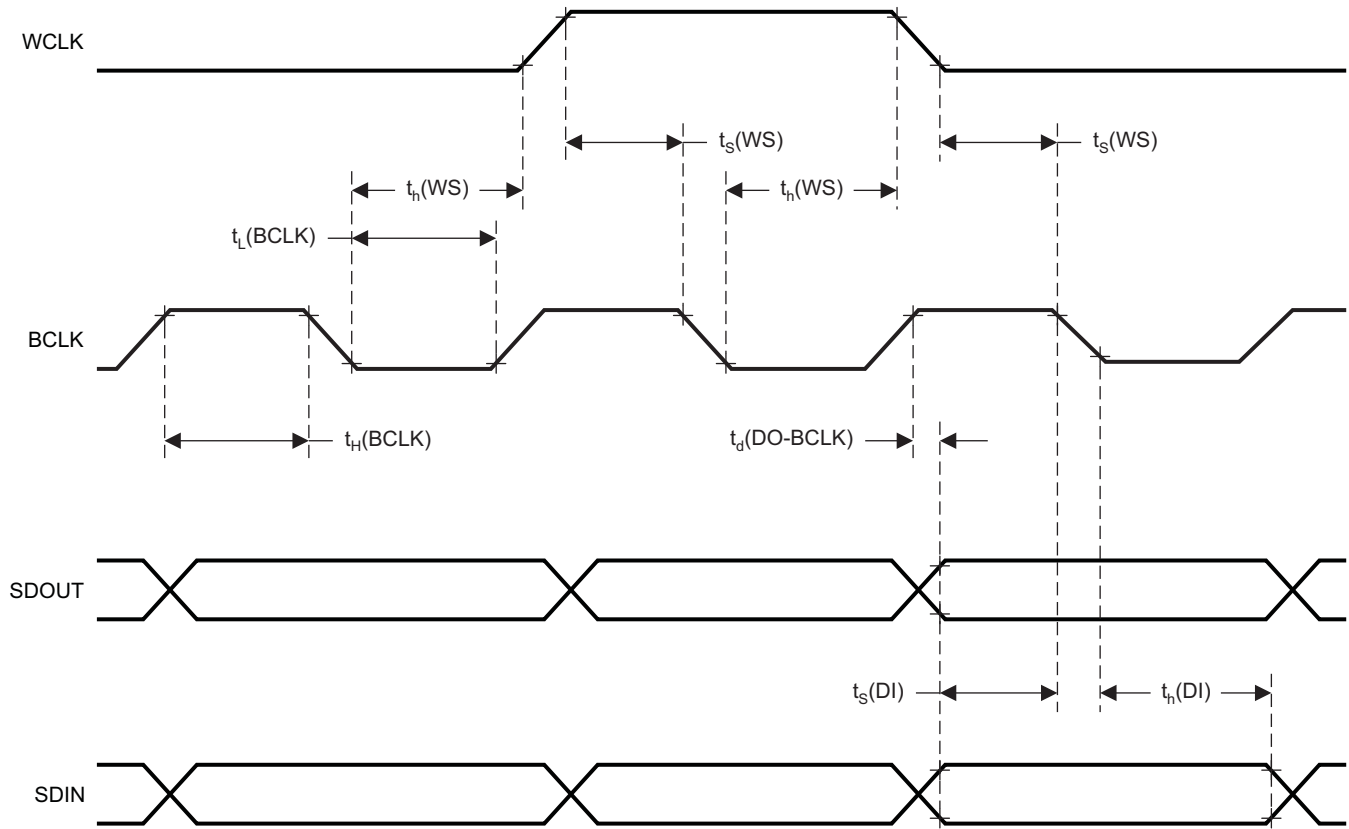 WCLK
tS(WS)
tS(WS)
th(WS)
th(WS)
tL(BCLK)
BCLK
tH(BCLK)
td(DO-BCLK)
SDOUT
tS(DI)
th(DI)
SDIN